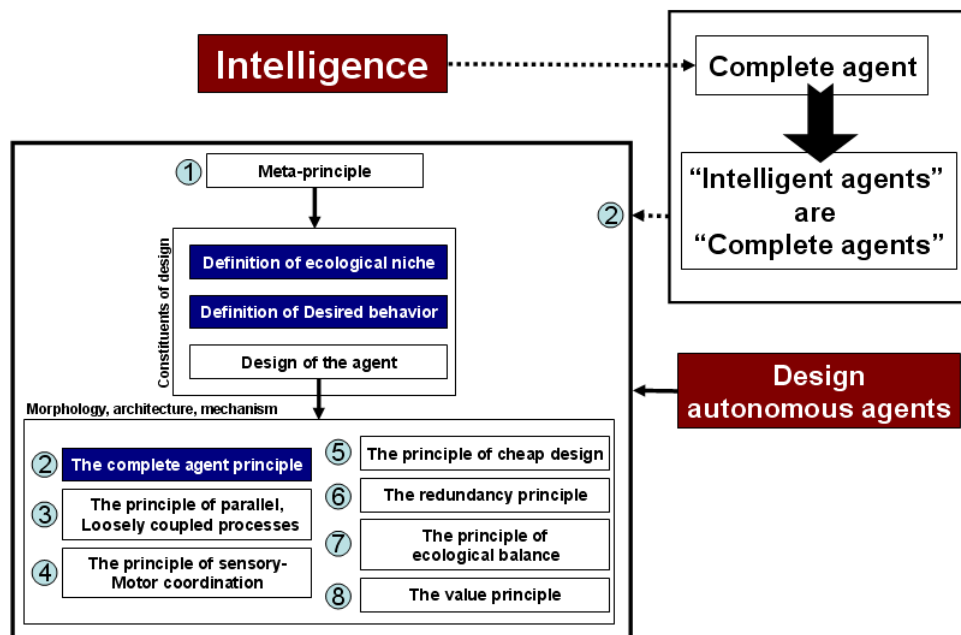 Intelligence
Complete agent
“Intelligent agents”
are
“Complete agents”
2
1
Meta-principle
Constituents of design
Definition of ecological niche
Definition of Desired behavior
Design of the agent
Design
autonomous agents
Morphology, architecture, mechanism
2
The complete agent principle
3
The principle of parallel,
Loosely coupled processes
4
The principle of sensory-
Motor coordination
5
The principle of cheap design
6
The redundancy principle
7
The principle of
ecological balance
8
The value principle